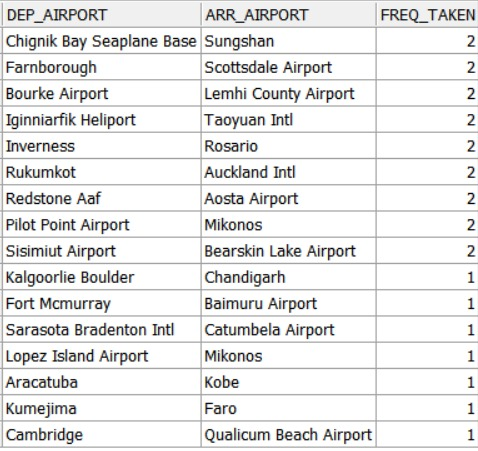 DEP_AIRPORT ARR_AIRPORT FREQ_TAKEN
Chignik Bay Seaplane Base Sungshan 2
Farnborough Scottsdale Airport 2
Bourke Airport Lemhi County Airport 2
Iginniarfik Heliport Taoyuan Intl 2
Inverness Rosario 2
Rukumkot Auckland Intl 2
Redstone Aaf Aosta Airport 2
Pilot Point Airport Mikonos 2
Sisimiut Airport Bearskin Lake Airport 2
Kalgoorlie Boulder Chandigarh 1
Fort Mcmurray Baimuru Airport 1
Sarasota Bradenton Intl Catumbela Airport 1
Lopez Island Airport Mikonos 1
Aracatuba Kobe 1
Kumejima Faro 1
Cambridge Qualicum Beach Airport 1